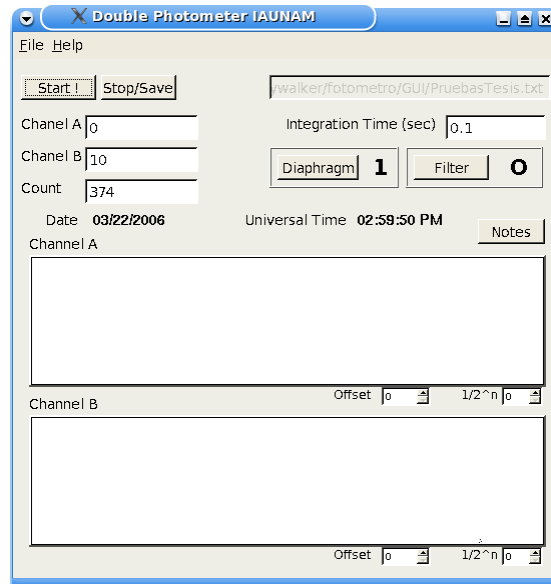 Double Photometer IAUNAM
File Help
Start ! Stop/Save ywalker/fotometro/GUI/PruebasTesis.txt
Chanel A 0 Integration Time (sec) 0.1
Chanel B 10 Diaphragm 1 Filter O
Count 374
Date 03/22/2006 Universal Time 02:59:50 PM
Notes
Channel A
Offset 0 1/2^n 0
Channel B
Offset 0 1/2^n 0